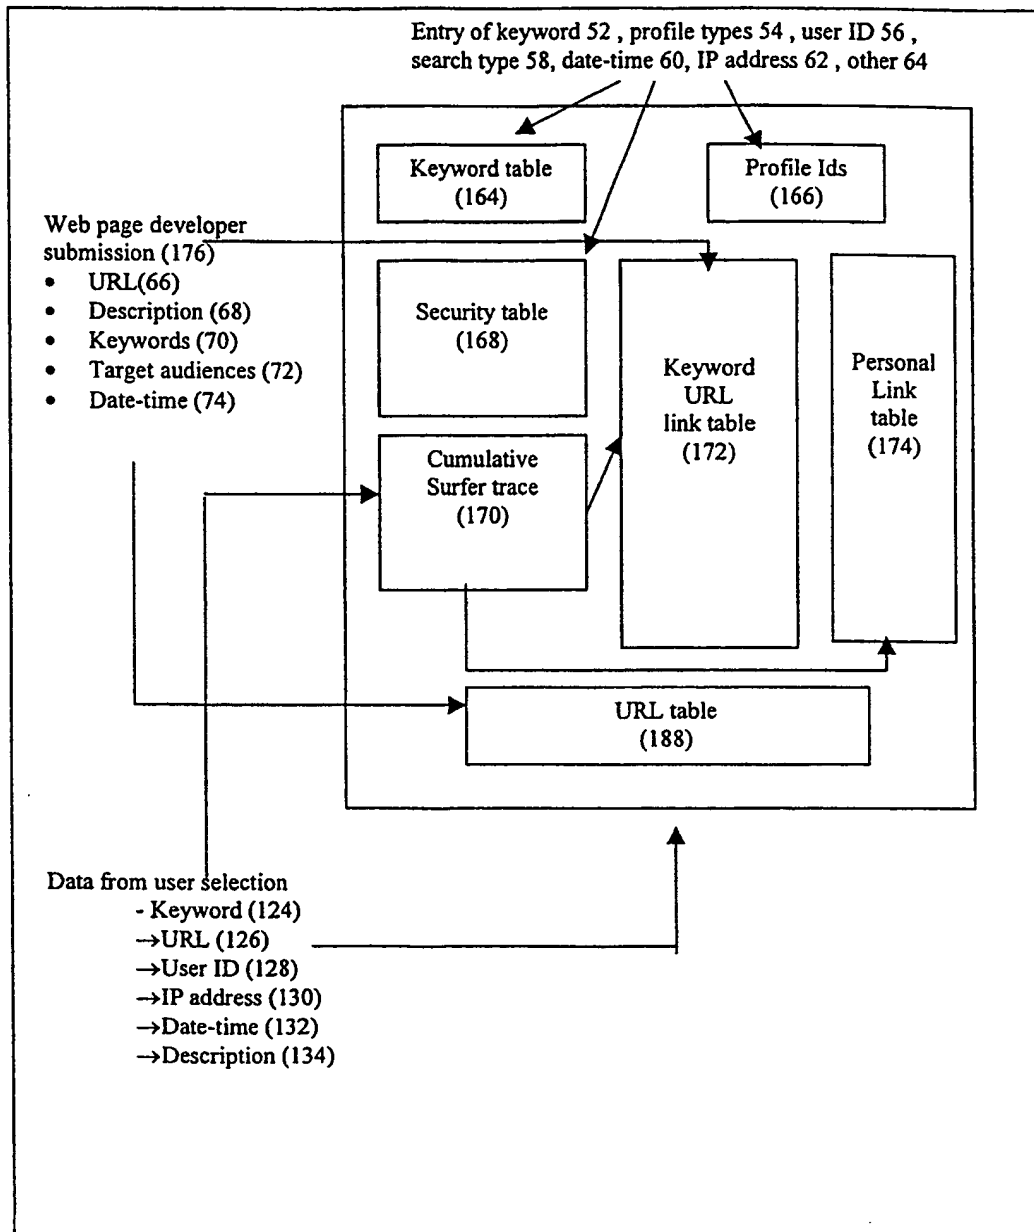 Entry of keyword 52 , profile types 54 , user ID 56 ,
search type 58, date-time 60, IP address 62 , other 64
Keyword table
(164)
Profile Ids
(166)
Web page developer
submission (176)
• URL(66)
• Description (68)
• Keywords (70)
• Target audiences (72)
• Date-time (74)
Security table
(168)
Keyword
URL
link table
(172)
Personal
Link
table
(174)
Cumulative
Surfer trace
(170)
URL table
(188)
Data from user selection
- Keyword (124)
→URL (126)
→User ID (128)
→IP address (130)
→Date-time (132)
→Description (134)